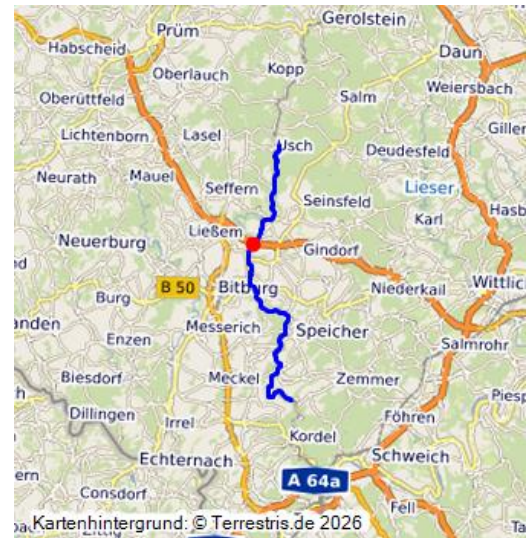 Gerolstein
Prüm
Daun
Habscheid
Oberlauch
Kopp
Weiersbach
Oberüttfeld
Salm
Giller
Lichtenborn
Lasel
Usch
Deudesfeld
Neurath
Mauel
Seffern
Lieser
Seinsfeld
Hasb
Karl
Ließem
Neuerburg
Gindorf
Wittlich
B 50
Bitburg
Niederkail
Burg
anden
Messerich
Speicher
Enzen
Salmrohr
Biesdorf
Meckel
Zemmer
Piesp
Dillingen
Irrel
Föhren
Kordel
Echternach
Schweich
A 64a
Consdorf
Fell
Kartenhintergrund: © Terrestris.de 2026